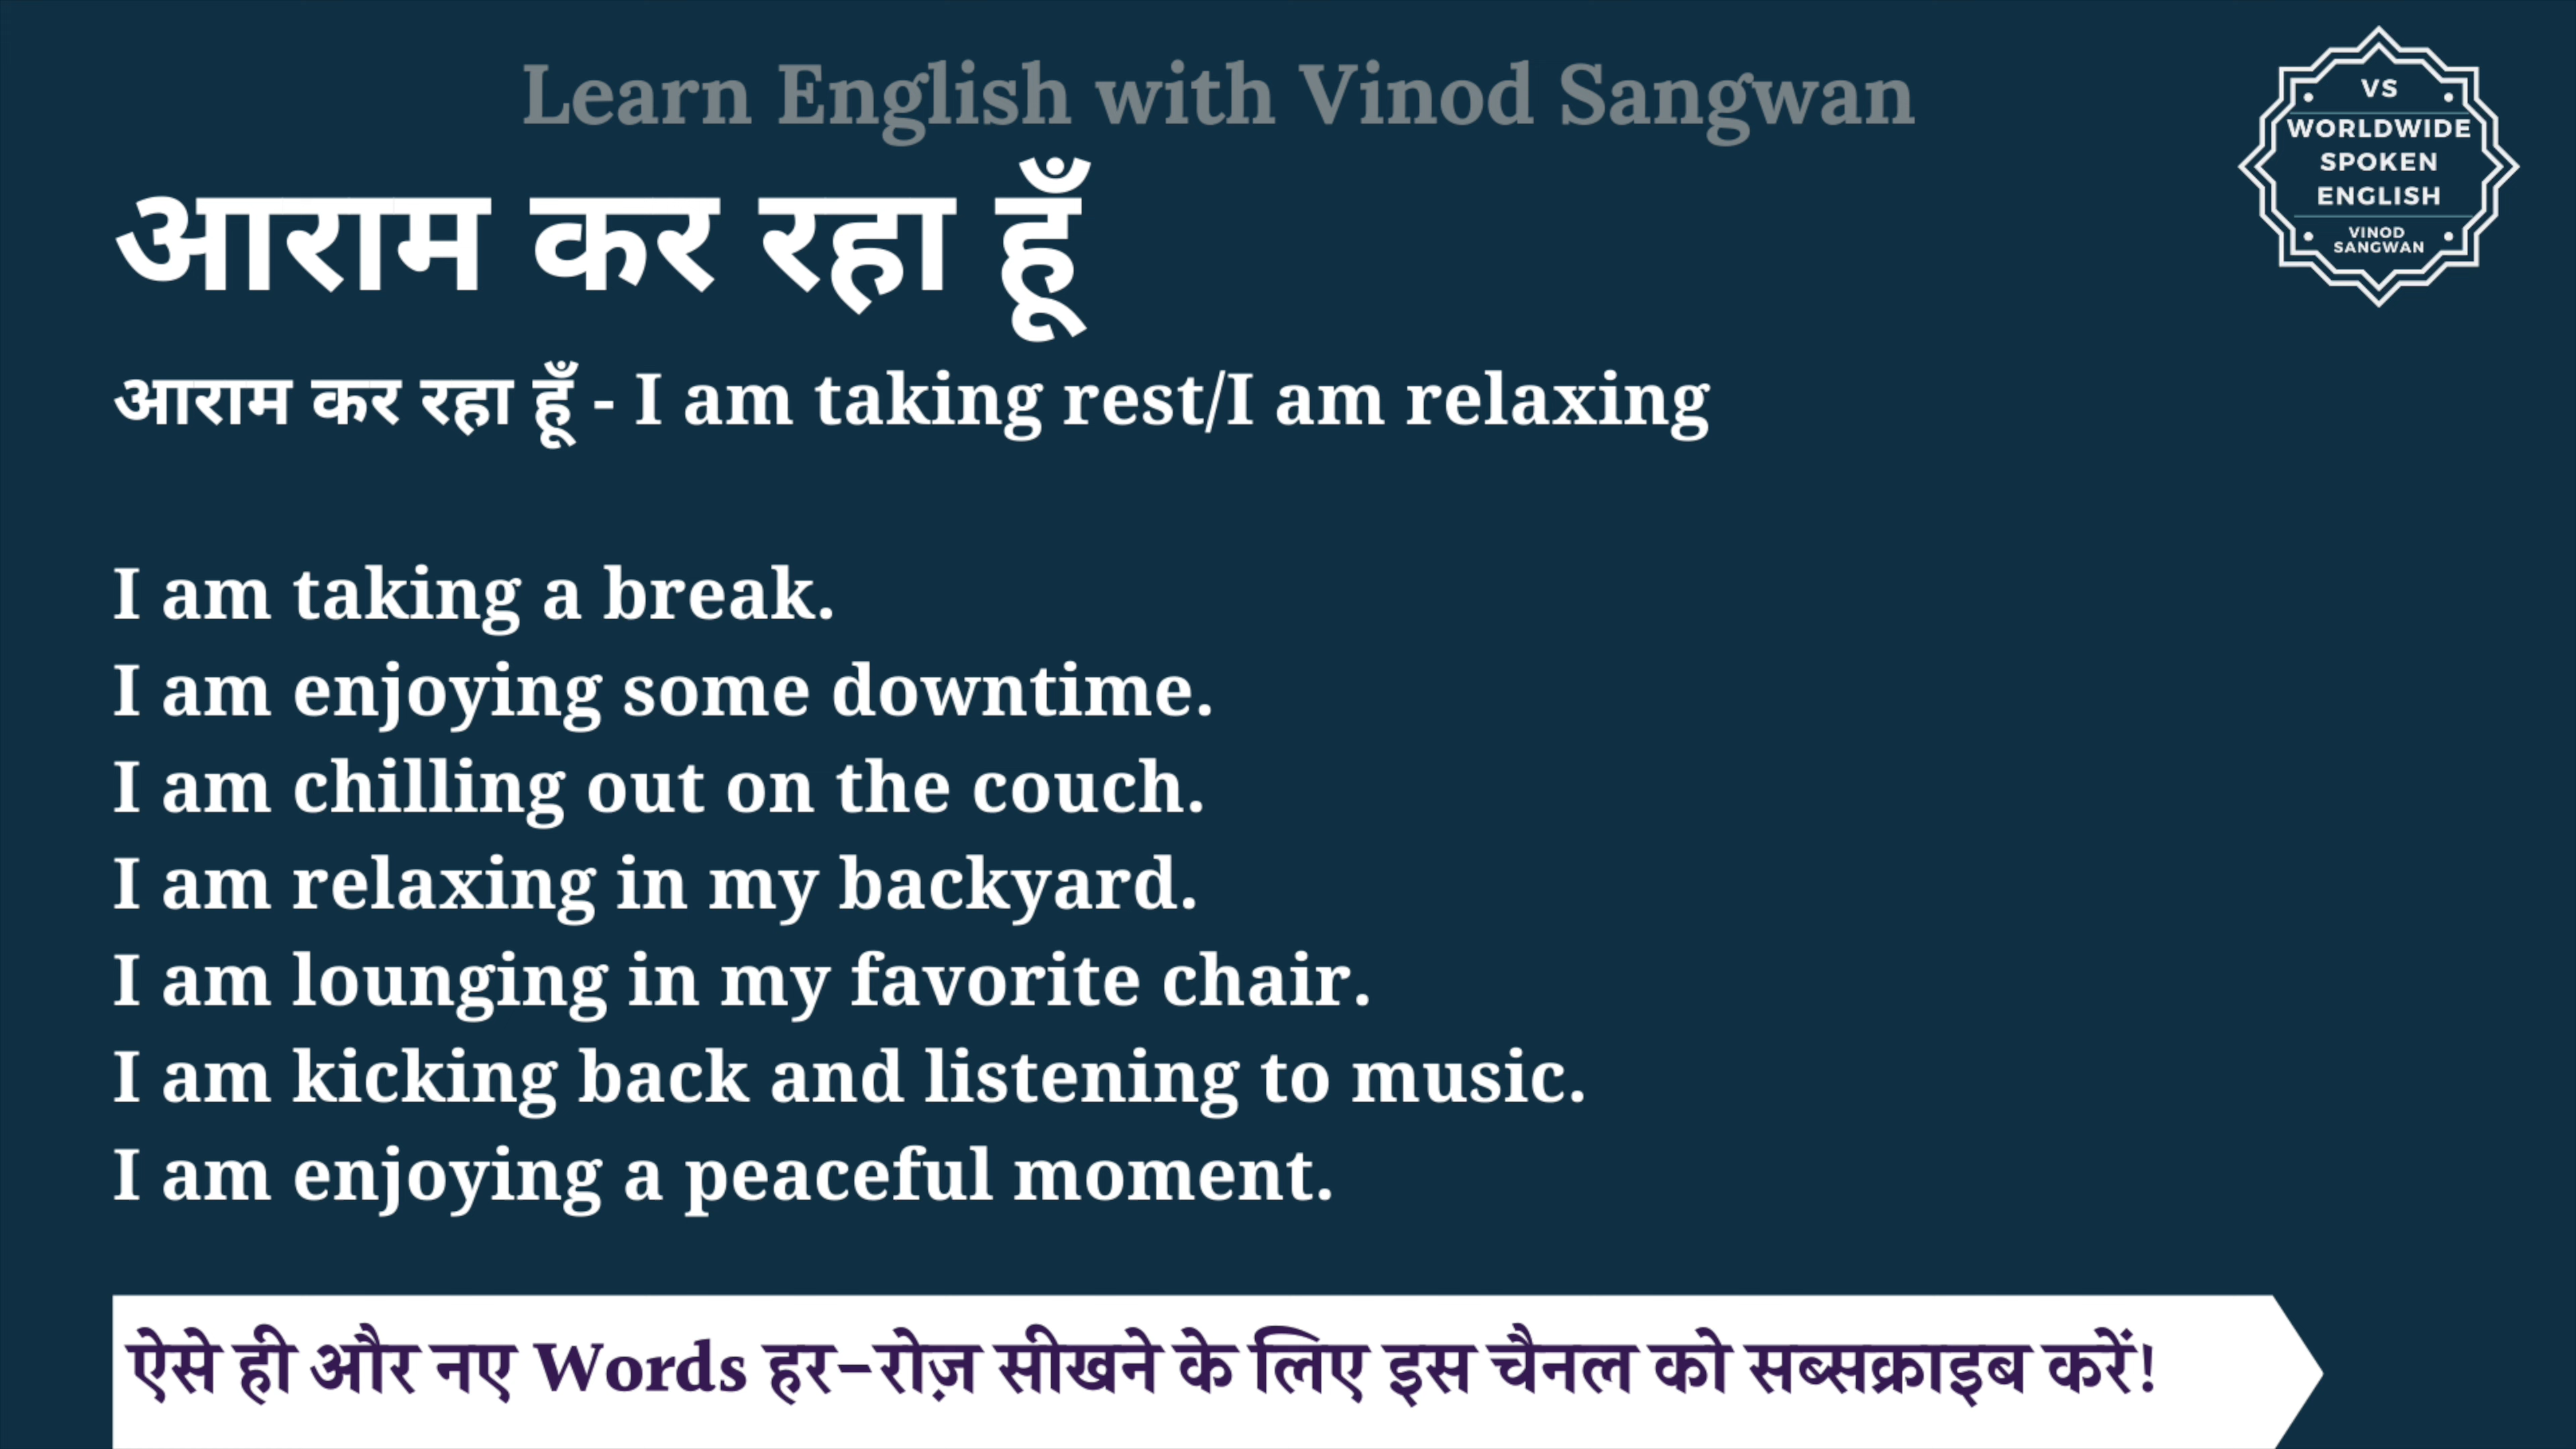 Learn English with Vinod Sangwan
VS
WORLDWIDE
SPOKEN
ENGLISH
VINOD
SANGWAN
आराम कर रहा हूँ
आराम कर रहा हूँ - I am taking rest/I am relaxing
I am taking a break.
I am enjoying some downtime.
I am chilling out on the couch.
I am relaxing in my backyard.
I am lounging in my favorite chair.
I am kicking back and listening to music.
I am enjoying a peaceful moment.
ऐसे ही और नए Words हर-रोज़ सीखने के लिए इस चैनल को सब्सक्राइब करें!